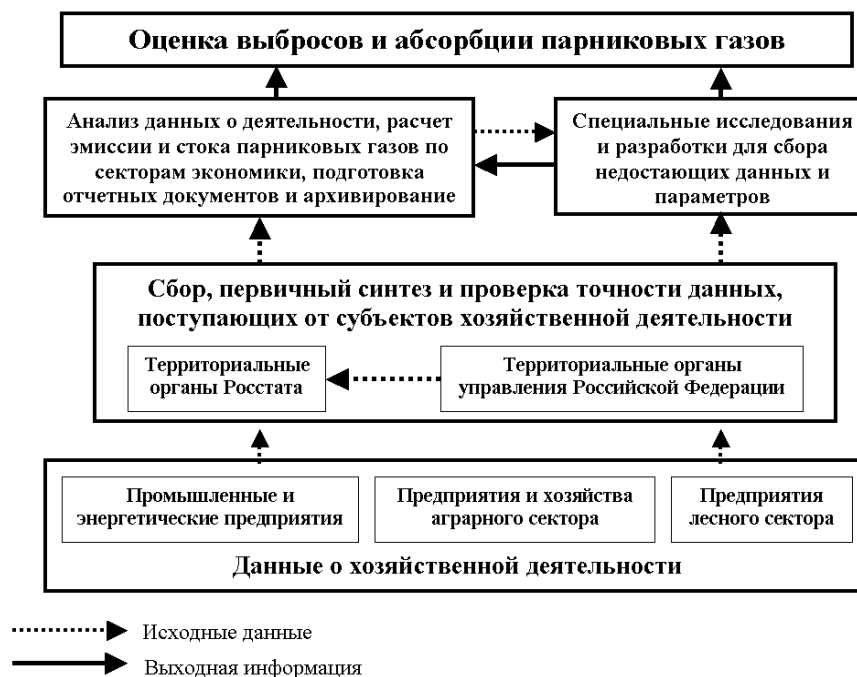 Оценка выбросов и абсорбции парниковых газов
Анализ данных о деятельности, расчет
эмиссии и стока парниковых газов по
секторам экономики, подготовка
отчетных документов и архивирование
Специальные исследования
и разработки для сбора
недостающих данных и
параметров
Сбор, первичный синтез и проверка точности данных,
поступающих от субъектов хозяйственной деятельности
Территориальные
органы Росстата
Территориальные органы
управления Российской Федерации
Промышленные и
энергетические предприятия
Предприятия и хозяйства
аграрного сектора
Предприятия
лесного сектора
Данные о хозяйственной деятельности
Исходные данные
Выходная информация